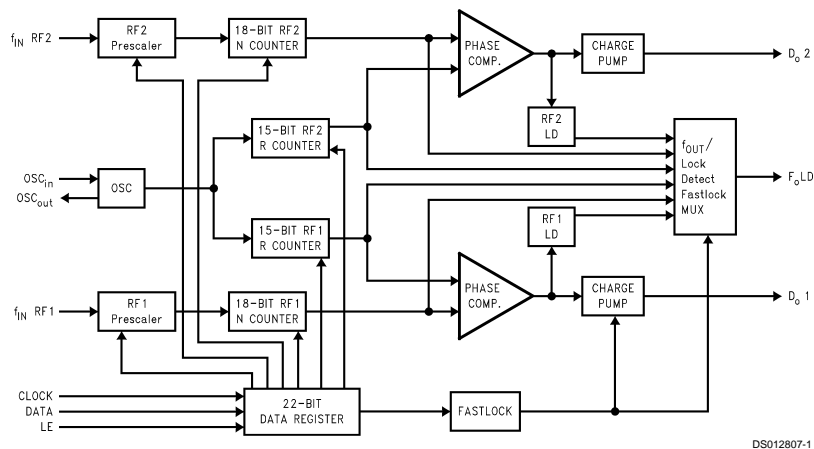 f_IN RF2
RF2
Prescaler
18-BIT RF2
N COUNTER
PHASE
COMP.
CHARGE
PUMP
D_o 2
RF2
LD
15-BIT RF2
R COUNTER
f_OUT/
Lock
Detect
Fastlock
MUX
F_oLD
OSC_in
OSC_out
OSC
15-BIT RF1
R COUNTER
RF1
LD
f_IN RF1
RF1
Prescaler
18-BIT RF1
N COUNTER
PHASE
COMP.
CHARGE
PUMP
D_o 1
CLOCK
DATA
LE
22-BIT
DATA REGISTER
FASTLOCK
DS012807-1